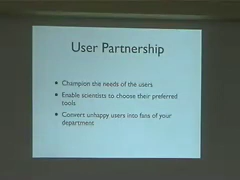 User Partnership
• Champion the needs of the users
• Enable scientists to choose their preferred
tools
• Convert unhappy users into fans of your
department